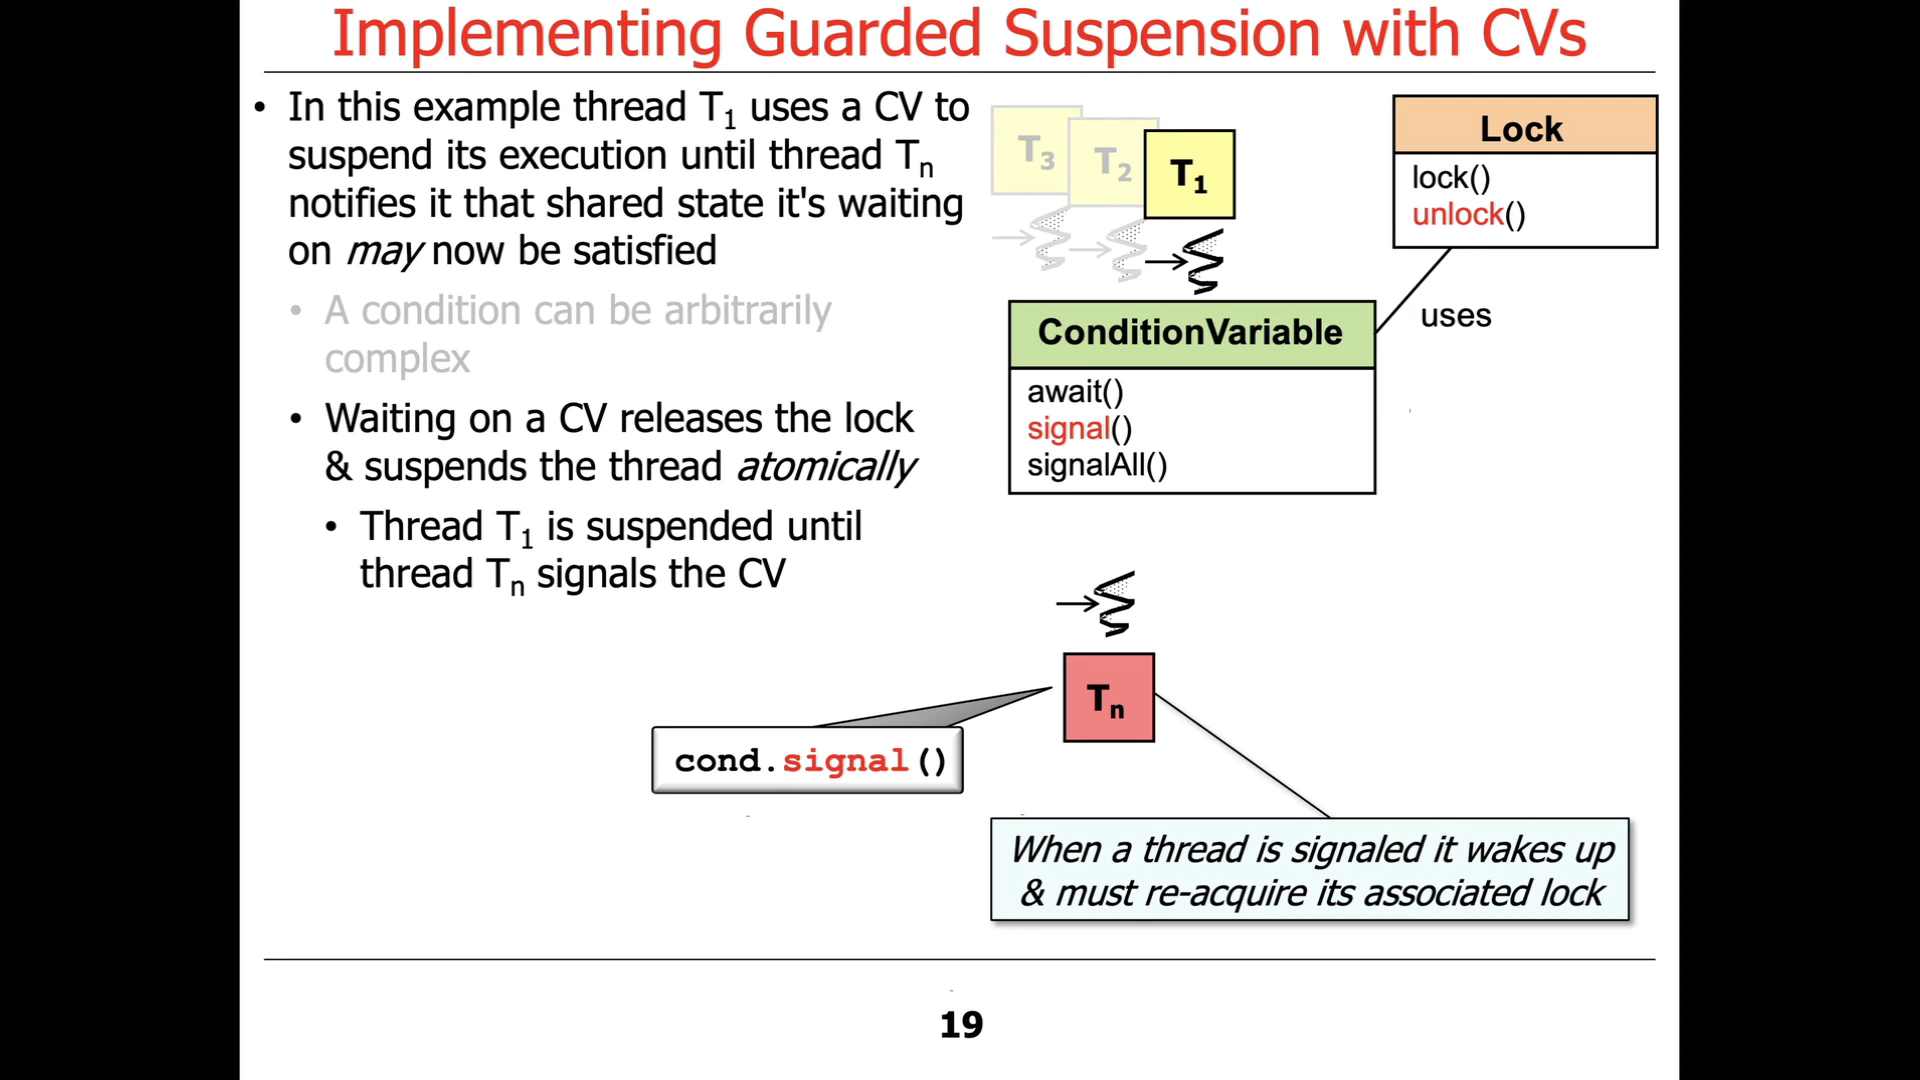 Implementing Guarded Suspension with CVs
• In this example thread T1 uses a CV to
suspend its execution until thread Tn
notifies it that shared state it's waiting
on may now be satisfied
• A condition can be arbitrarily
complex
• Waiting on a CV releases the lock
& suspends the thread atomically
• Thread T1 is suspended until
thread Tn signals the CV
T3
T2
T1
Lock
lock()
unlock()
uses
ConditionVariable
await()
signal()
signalAll()
Tn
cond.signal()
When a thread is signaled it wakes up
& must re-acquire its associated lock
19